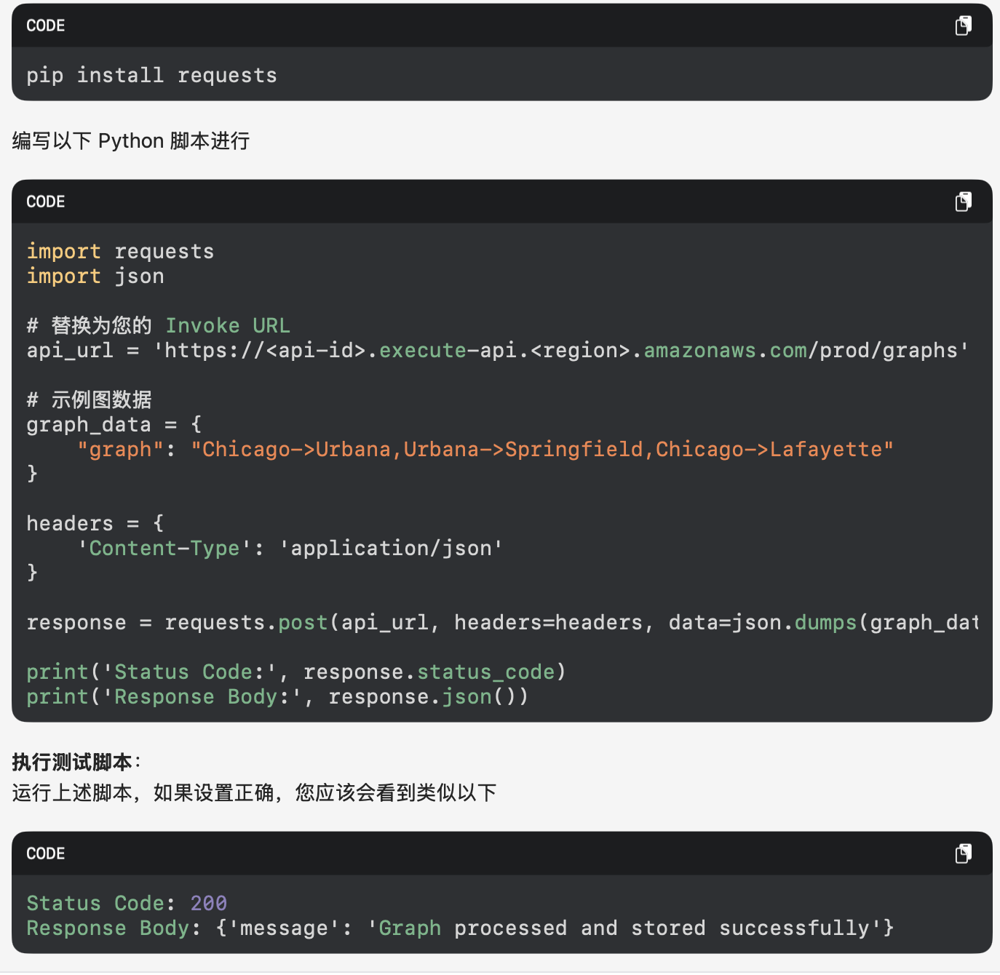 CODE
pip install requests
编写以下 Python 脚本进行
CODE
import requests
import json
# 替换为您的 Invoke URL
api_url = 'https://<api-id>.execute-api.<region>.amazonaws.com/prod/graphs'
# 示例图数据
graph_data = {
    "graph": "Chicago->Urbana,Urbana->Springfield,Chicago->Lafayette"
}
headers = {
    'Content-Type': 'application/json'
}
response = requests.post(api_url, headers=headers, data=json.dumps(graph_dat
print('Status Code:', response.status_code)
print('Response Body:', response.json())
执行测试脚本：
运行上述脚本，如果设置正确，您应该会看到类似以下
CODE
Status Code: 200
Response Body: {'message': 'Graph processed and stored successfully'}